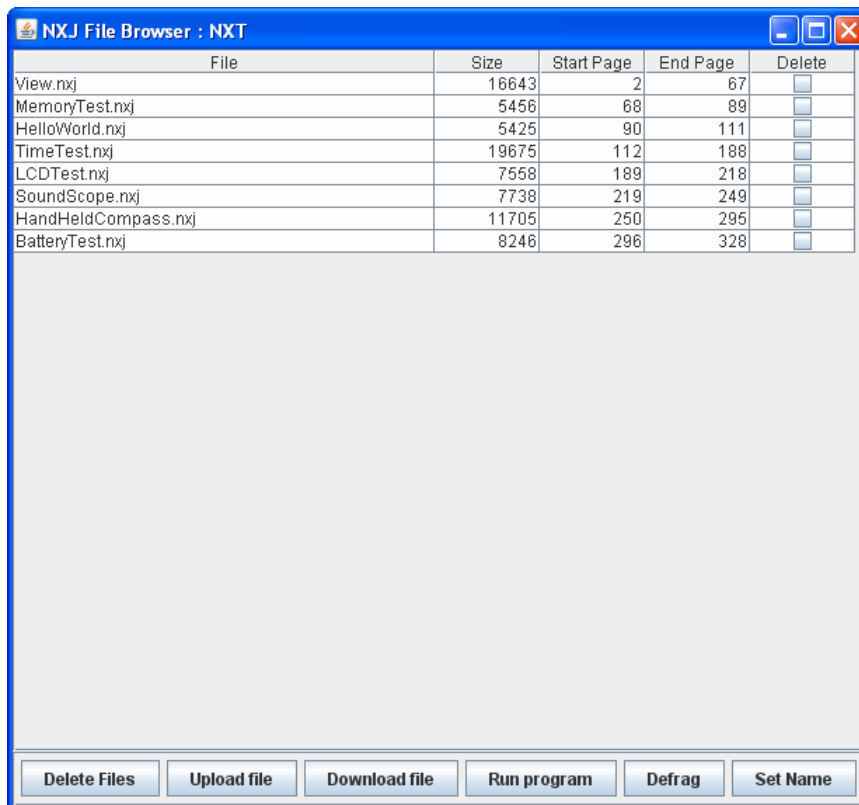 NXJ File Browser : NXT
File Size Start Page End Page Delete
View.nxj 16643 2 67
MemoryTest.nxj 5456 68 89
HelloWorld.nxj 5425 90 111
TimeTest.nxj 19675 112 188
LCDTest.nxj 7558 189 218
SoundScope.nxj 7738 219 249
HandHeldCompass.nxj 11705 250 295
BatteryTest.nxj 8246 296 328
Delete Files Upload file Download file Run program Defrag Set Name